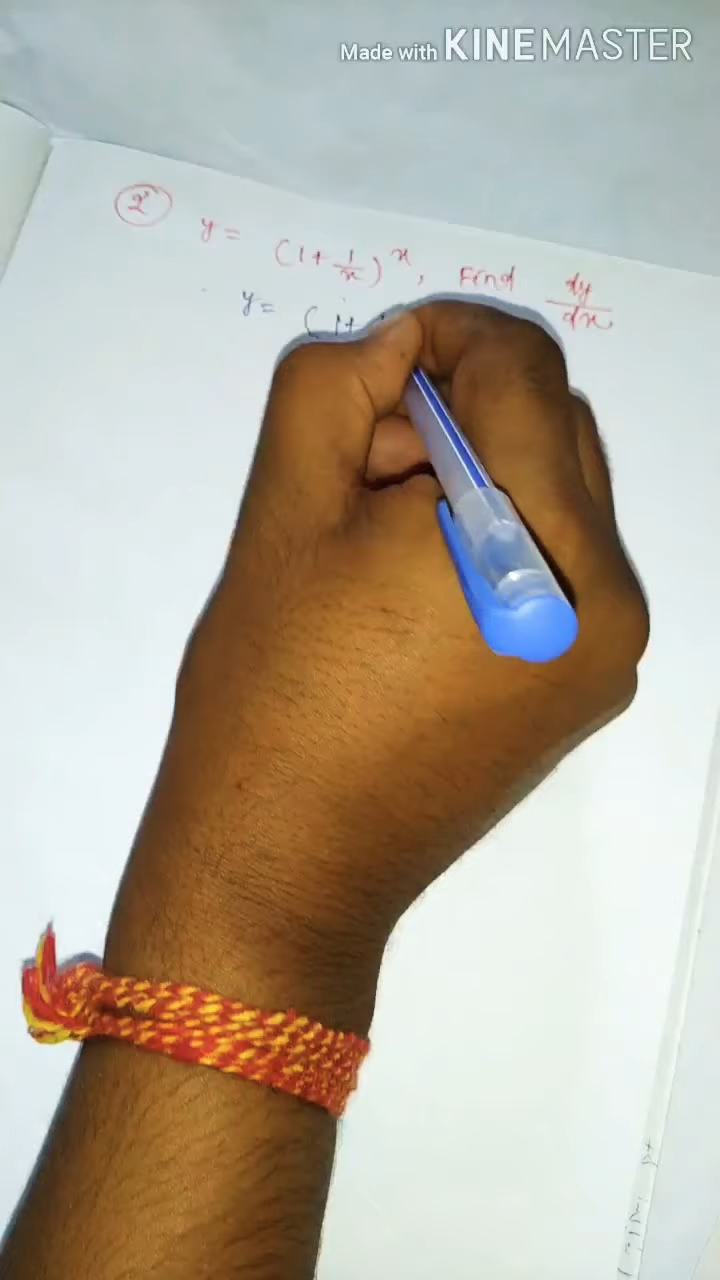 Made with KINEMASTER
② y = (1 + 1/x)^x, Find dy/dx
y = (1+